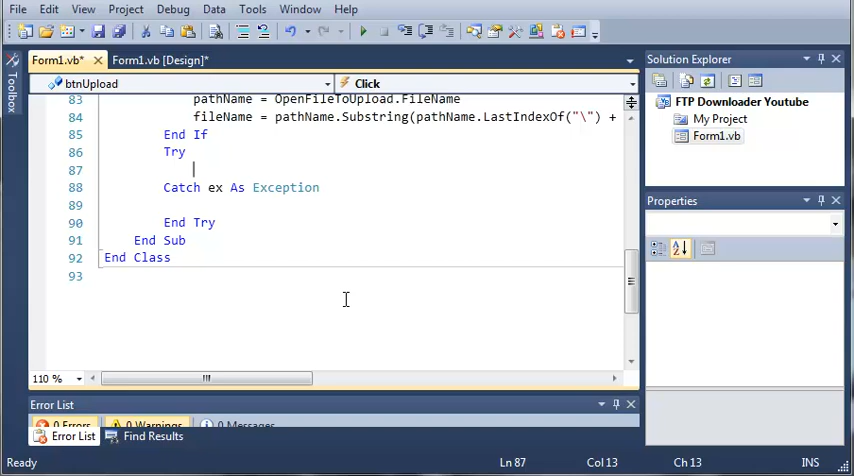 File Edit View Project Debug Data Tools Window Help
Form1.vb* Form1.vb [Design]*
Solution Explorer
btnUpload Click
Toolbox
83 pathName = OpenFileToUpload.FileName
84 fileName = pathName.Substring(pathName.LastIndexOf("\") +
85 End If
86 Try
87
88 Catch ex As Exception
89
90 End Try
91 End Sub
92 End Class
93
FTP Downloader Youtube
My Project
Form1.vb
Properties
110 %
Error List
0 Errors 0 Warnings 0 Messages
Error List Find Results
Ready Ln 87 Col 13 Ch 13 INS